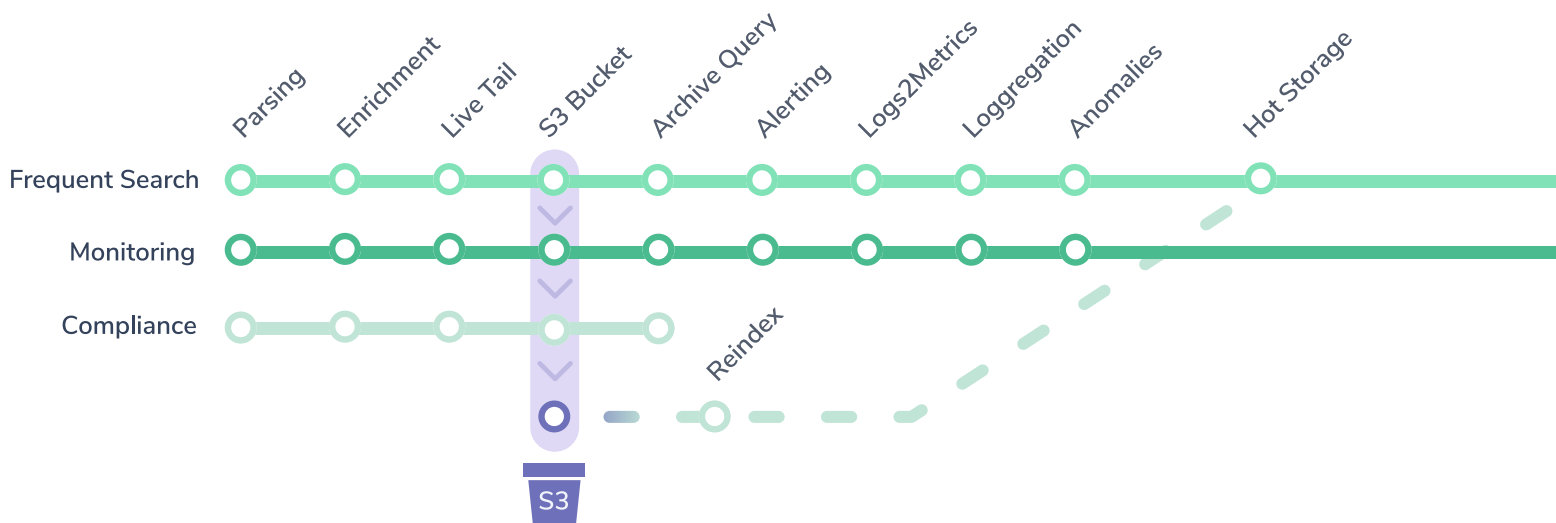 Parsing
Enrichment
Live Tail
S3 Bucket
Archive Query
Alerting
Logs2Metrics
Loggregation
Anomalies
Hot Storage
Frequent Search
Monitoring
Compliance
Reindex
S3